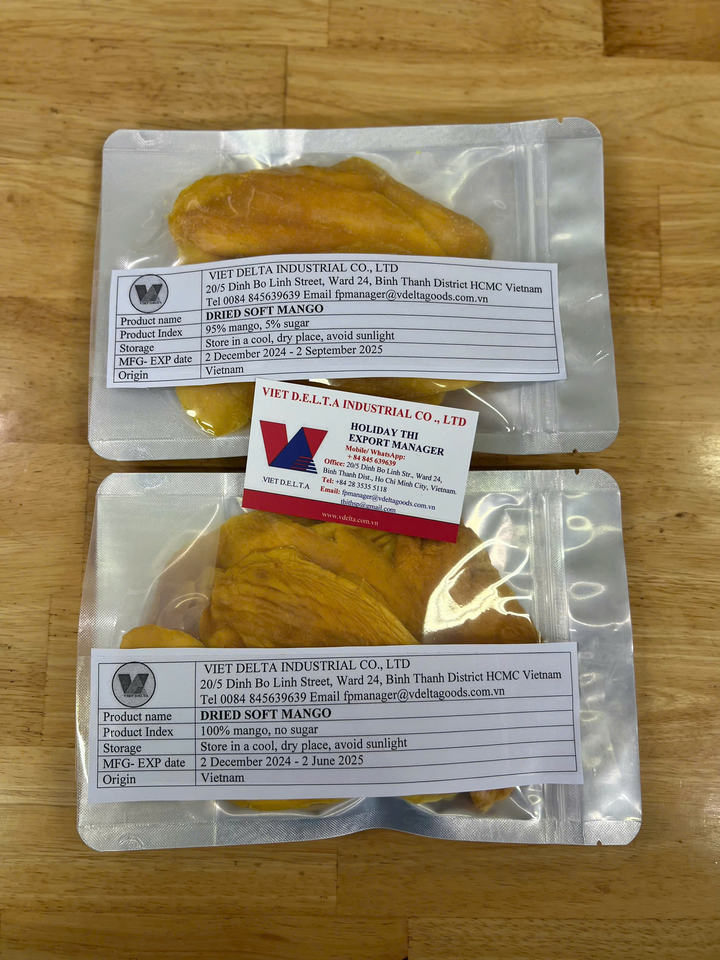 VIET DELTA INDUSTRIAL CO., LTD
20/5 Dinh Bo Linh Street, Ward 24, Binh Thanh District HCMC Vietnam
Tel 0084 845639639 Email fpmanager@vdeltagoods.com.vn
Product name DRIED SOFT MANGO
Product Index 95% mango, 5% sugar
Storage Store in a cool, dry place, avoid sunlight
MFG- EXP date 2 December 2024 - 2 September 2025
Origin Vietnam
VIET D.E.L.T.A INDUSTRIAL CO ., LTD
HOLIDAY THI
EXPORT MANAGER
Mobile/ WhatsApp:
+ 84 845 639639
Office: 20/5 Dinh Bo Linh Str., Ward 24,
Binh Thanh Dist., Ho Chi Minh City, Vietnam.
Tel: +84 28 3535 5118
Email: fpmanager@vdeltagoods.com.vn
thithsp@gmail.com
VIET D.E.L.T.A
www.vdelta.com.vn
VIET DELTA INDUSTRIAL CO., LTD
20/5 Dinh Bo Linh Street, Ward 24, Binh Thanh District HCMC Vietnam
Tel 0084 845639639 Email fpmanager@vdeltagoods.com.vn
VIET DELTA
Product name DRIED SOFT MANGO
Product Index 100% mango, no sugar
Storage Store in a cool, dry place, avoid sunlight
MFG- EXP date 2 December 2024 - 2 June 2025
Origin Vietnam